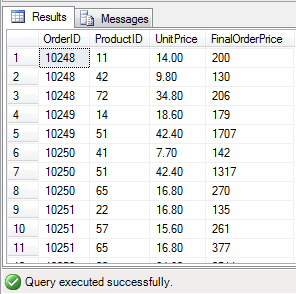 Results Messages
OrderID ProductID UnitPrice FinalOrderPrice
1 10248 11 14.00 200
2 10248 42 9.80 130
3 10248 72 34.80 206
4 10249 14 18.60 179
5 10249 51 42.40 1707
6 10250 41 7.70 142
7 10250 51 42.40 1317
8 10250 65 16.80 270
9 10251 22 16.80 135
10 10251 57 15.60 261
11 10251 65 16.80 377
Query executed successfully.